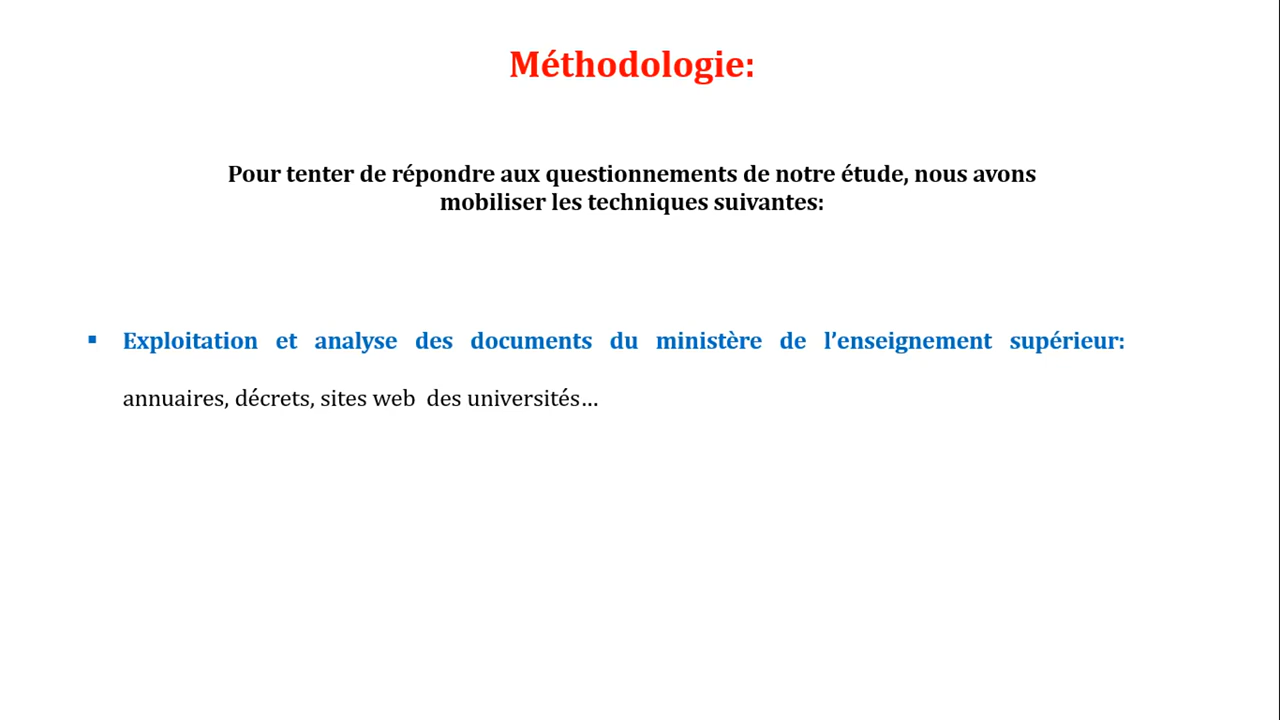 Méthodologie:
Pour tenter de répondre aux questionnements de notre étude, nous avons
mobiliser les techniques suivantes:
▪ Exploitation et analyse des documents du ministère de l’enseignement supérieur:
annuaires, décrets, sites web des universités…